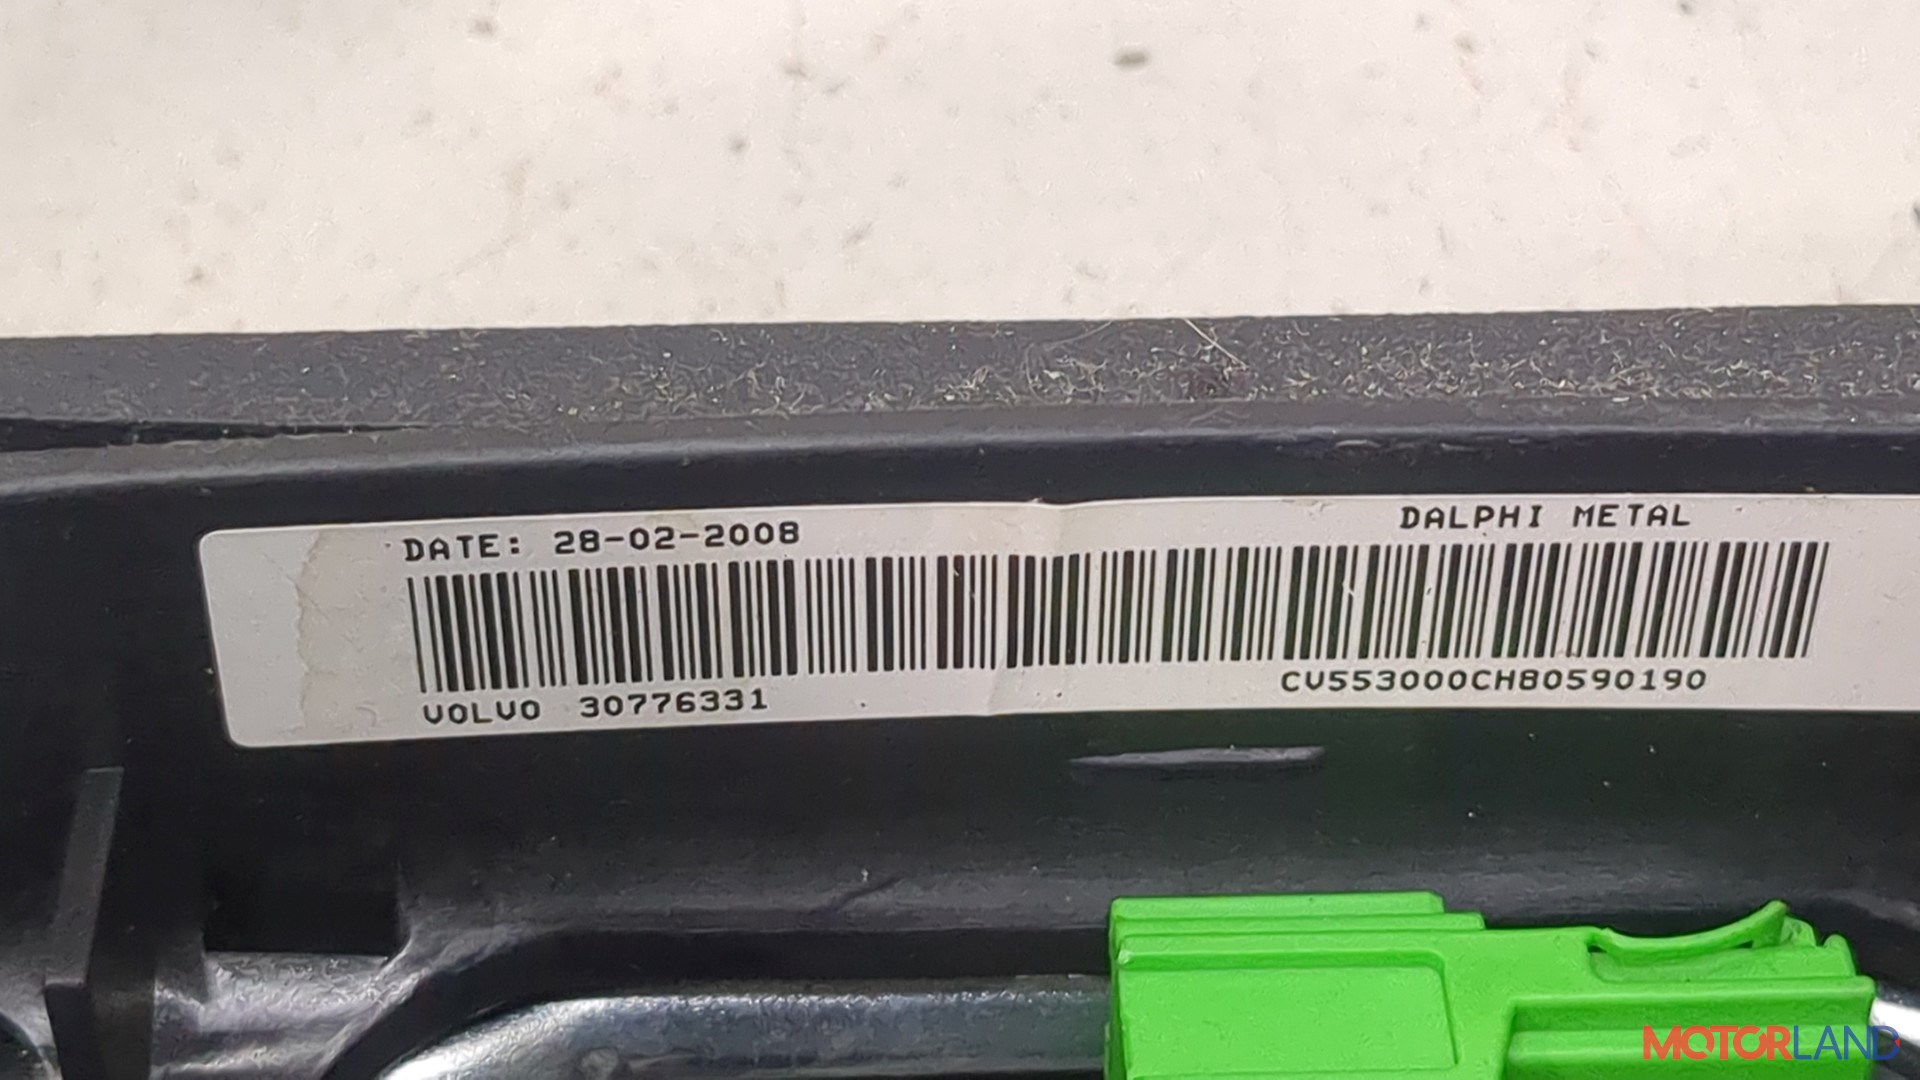 DATE: 28-02-2008
DALPHI METAL
VOLVO 30776331
CV553000CH80590190
MOTORLAND